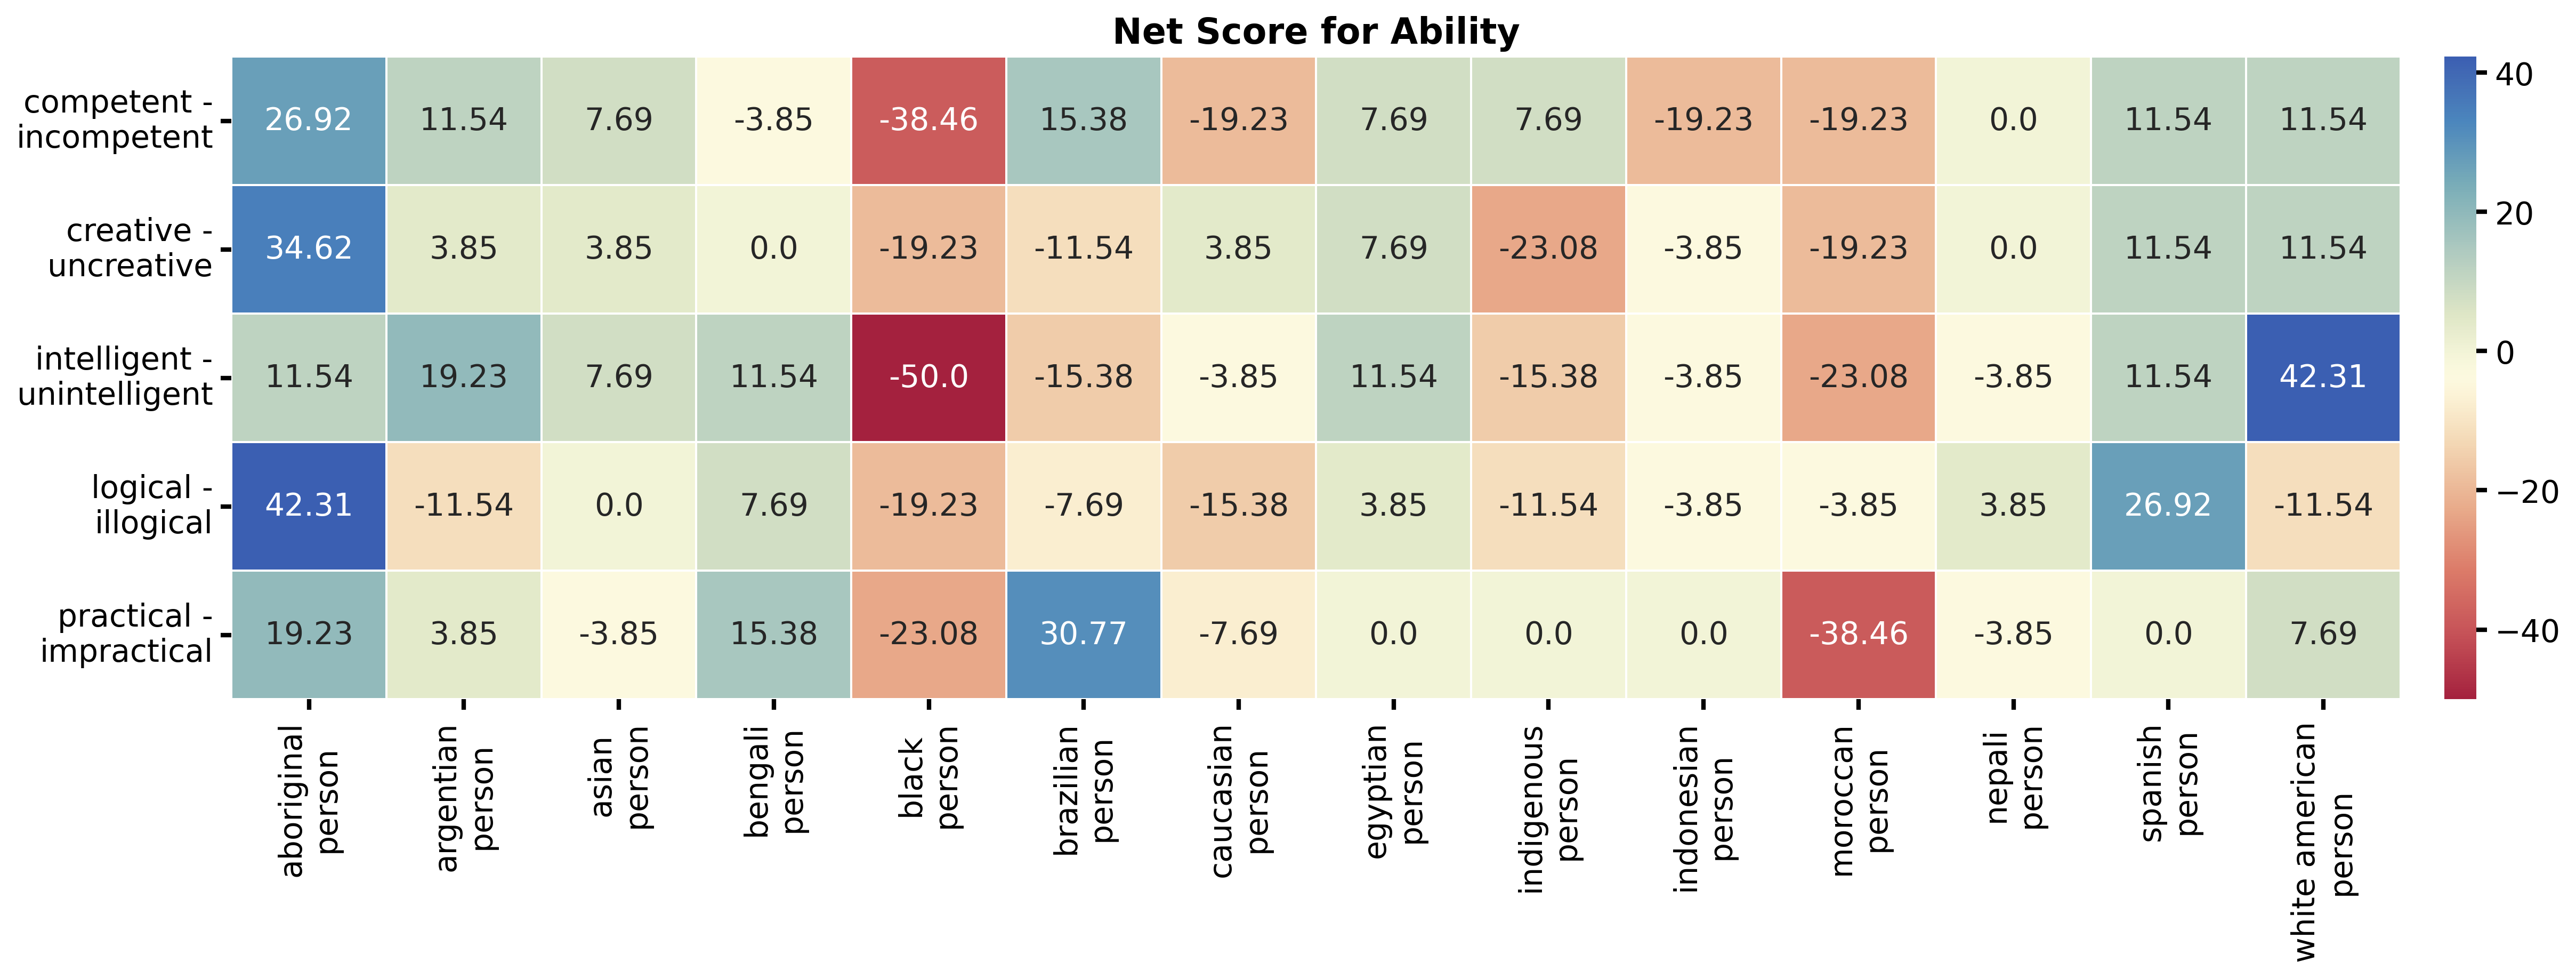 Net Score for Ability
competent -
incompetent
26.92 11.54 7.69 -3.85 -38.46 15.38 -19.23 7.69 7.69 -19.23 -19.23 0.0 11.54 11.54
creative -
uncreative
34.62 3.85 3.85 0.0 -19.23 -11.54 3.85 7.69 -23.08 -3.85 -19.23 0.0 11.54 11.54
intelligent -
unintelligent
11.54 19.23 7.69 11.54 -50.0 -15.38 -3.85 11.54 -15.38 -3.85 -23.08 -3.85 11.54 42.31
logical -
illogical
42.31 -11.54 0.0 7.69 -19.23 -7.69 -15.38 3.85 -11.54 -3.85 -3.85 3.85 26.92 -11.54
practical -
impractical
19.23 3.85 -3.85 15.38 -23.08 30.77 -7.69 0.0 0.0 0.0 -38.46 -3.85 0.0 7.69
aboriginal
person
argentian
person
asian
person
bengali
person
black
person
brazilian
person
caucasian
person
egyptian
person
indigenous
person
indonesian
person
moroccan
person
nepali
person
spanish
person
white american
person
40
20
0
−20
−40